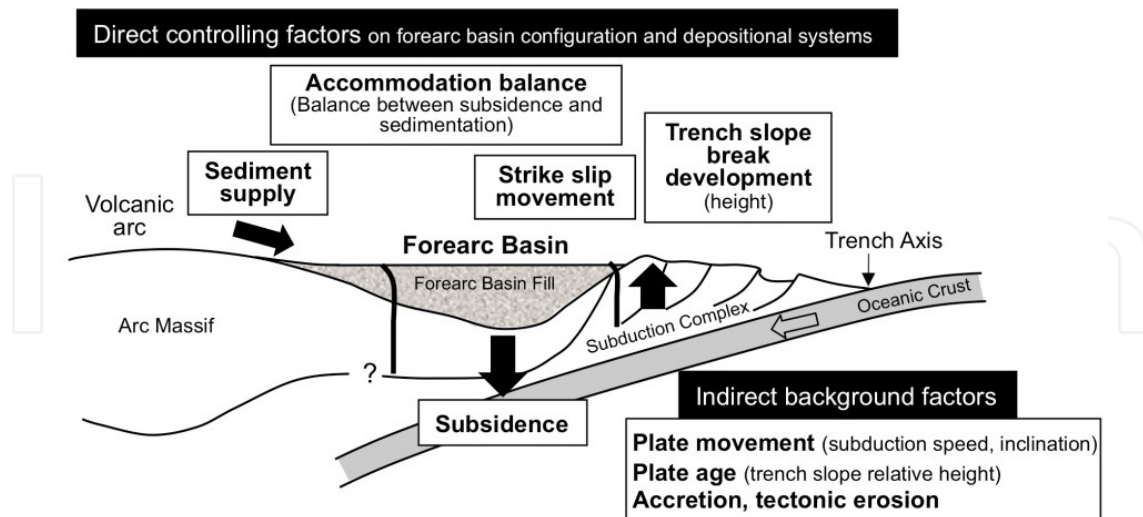 Direct controlling factors on forearc basin configuration and depositional systems
Accommodation balance
(Balance between subsidence and
sedimentation)
Trench slope
break
development
(height)
Sediment
supply
Strike slip
movement
Volcanic
arc
Forearc Basin
Trench Axis
Forearc Basin Fill
Oceanic Crust
Arc Massif
Subduction Complex
?
Subsidence
Indirect background factors
Plate movement (subduction speed, inclination)
Plate age (trench slope relative height)
Accretion, tectonic erosion